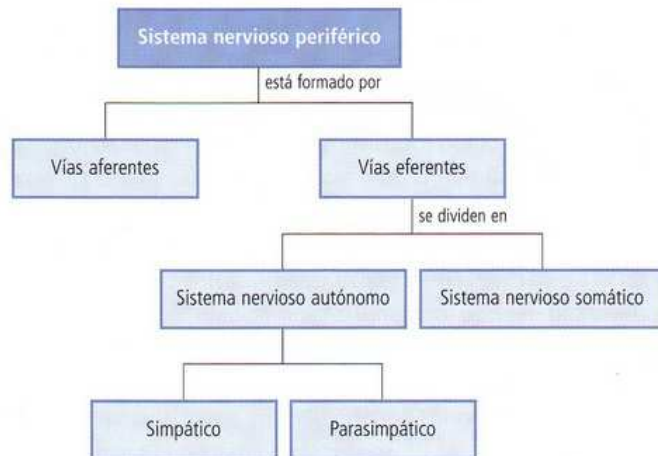 Sistema nervioso periférico
está formado por
Vías aferentes
Vías eferentes
se dividen en
Sistema nervioso autónomo
Sistema nervioso somático
Simpático
Parasimpático